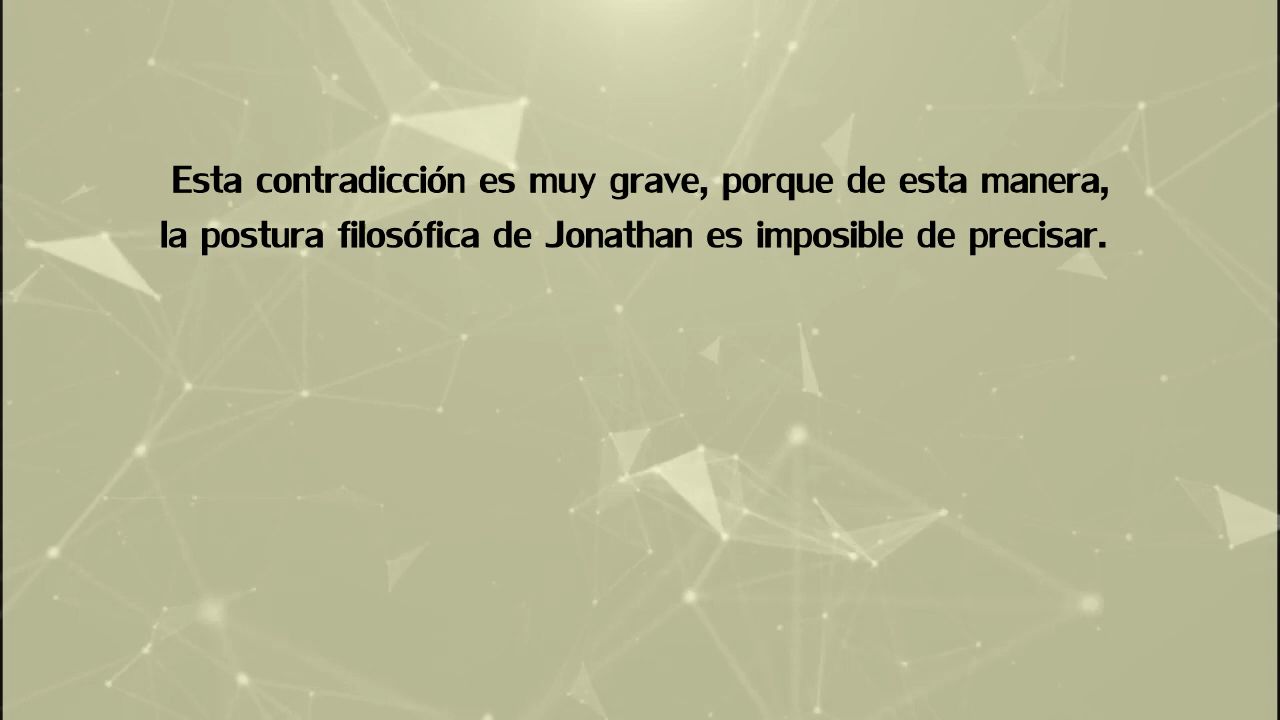 Esta contradicción es muy grave, porque de esta manera,
la postura filosófica de Jonathan es imposible de precisar.